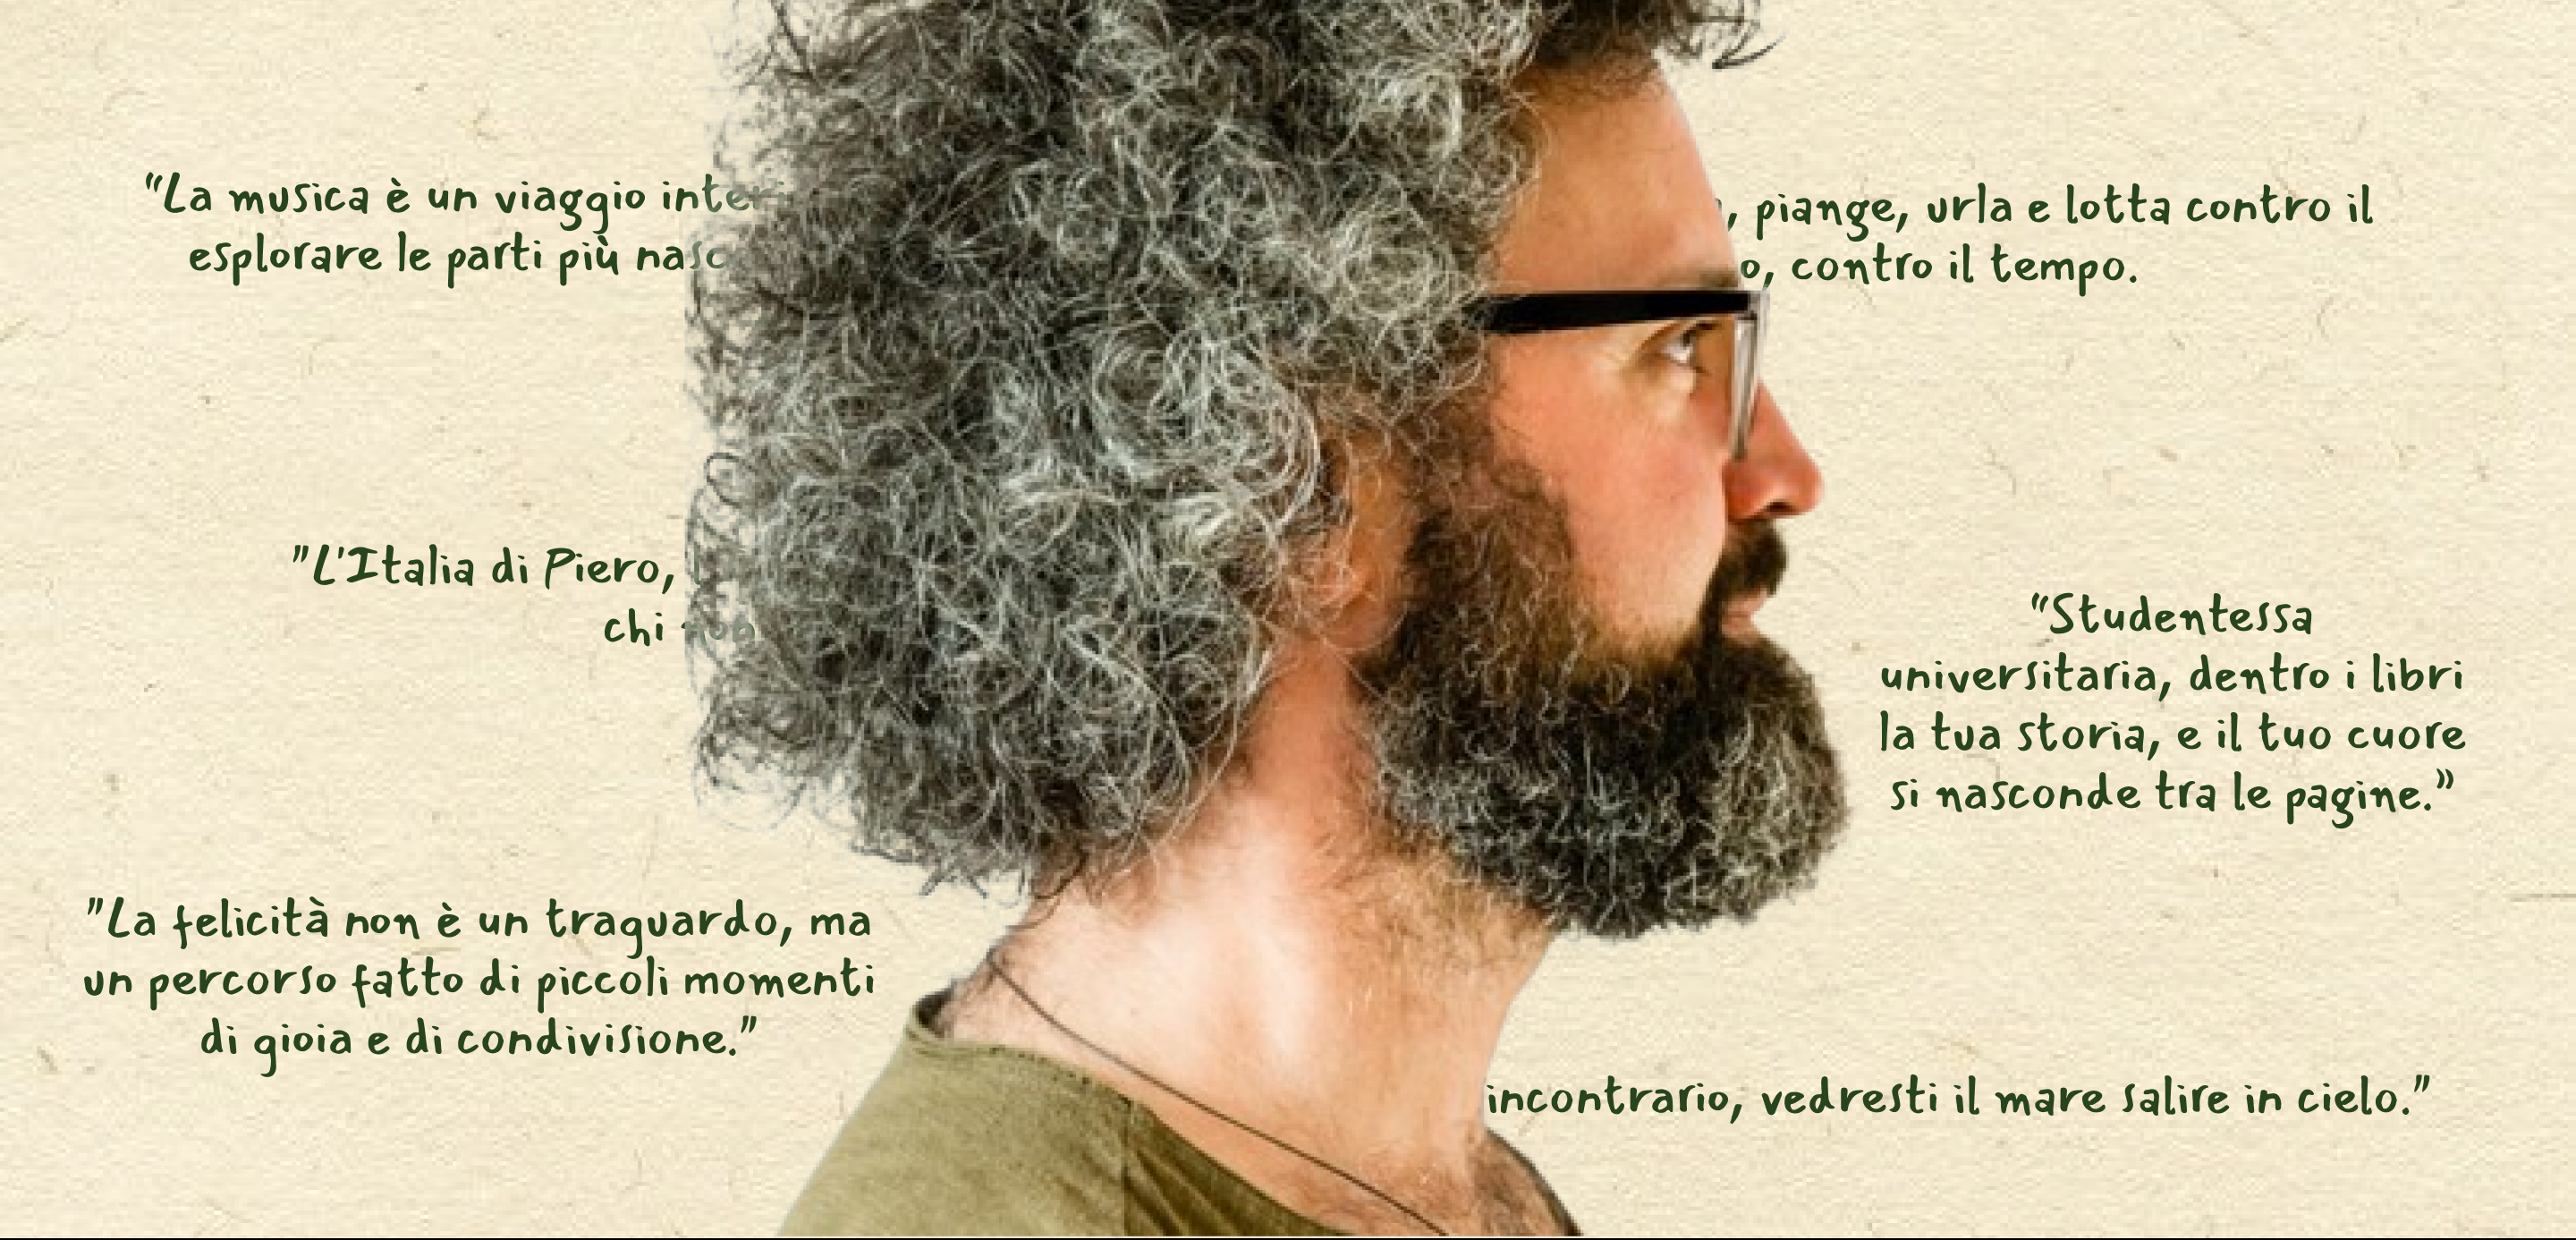 "La musica è un viaggio
esplorare le parti più
, piange, urla e lotta contro il
o, contro il tempo.
"L'Italia di Piero,
chi non
"Studentessa
universitaria, dentro i libri
la tua storia, e il tuo cuore
si nasconde tra le pagine."
"La felicità non è un traguardo, ma
un percorso fatto di piccoli momenti
di gioia e di condivisione."
incontrario, vedresti il mare salire in cielo."